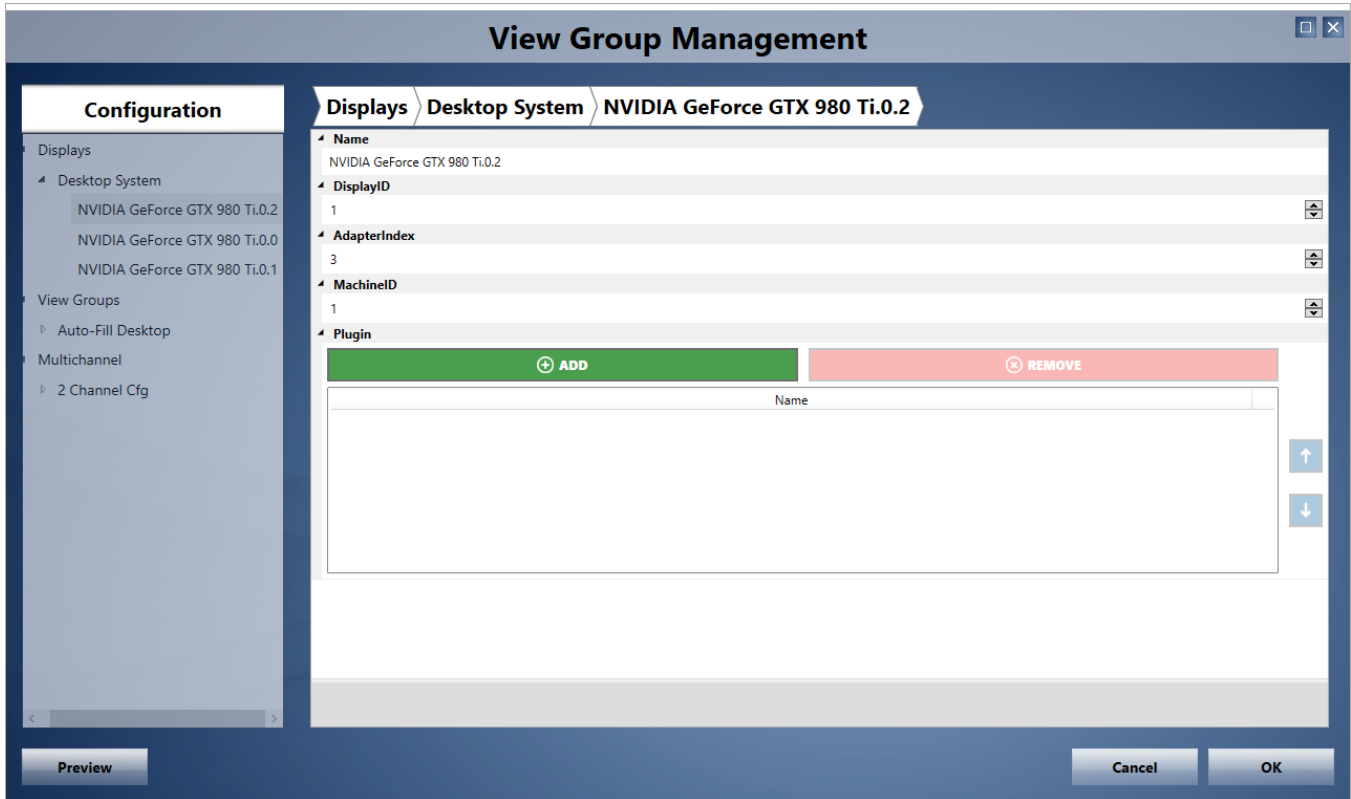 View Group Management
Configuration
Displays
Desktop System
NVIDIA GeForce GTX 980 Ti.0.2
NVIDIA GeForce GTX 980 Ti.0.0
NVIDIA GeForce GTX 980 Ti.0.1
View Groups
Auto-Fill Desktop
Multichannel
2 Channel Cfg
Displays Desktop System NVIDIA GeForce GTX 980 Ti.0.2
Name
NVIDIA GeForce GTX 980 Ti.0.2
DisplayID
1
AdapterIndex
3
MachineID
1
Plugin
ADD REMOVE
Name
Preview Cancel OK